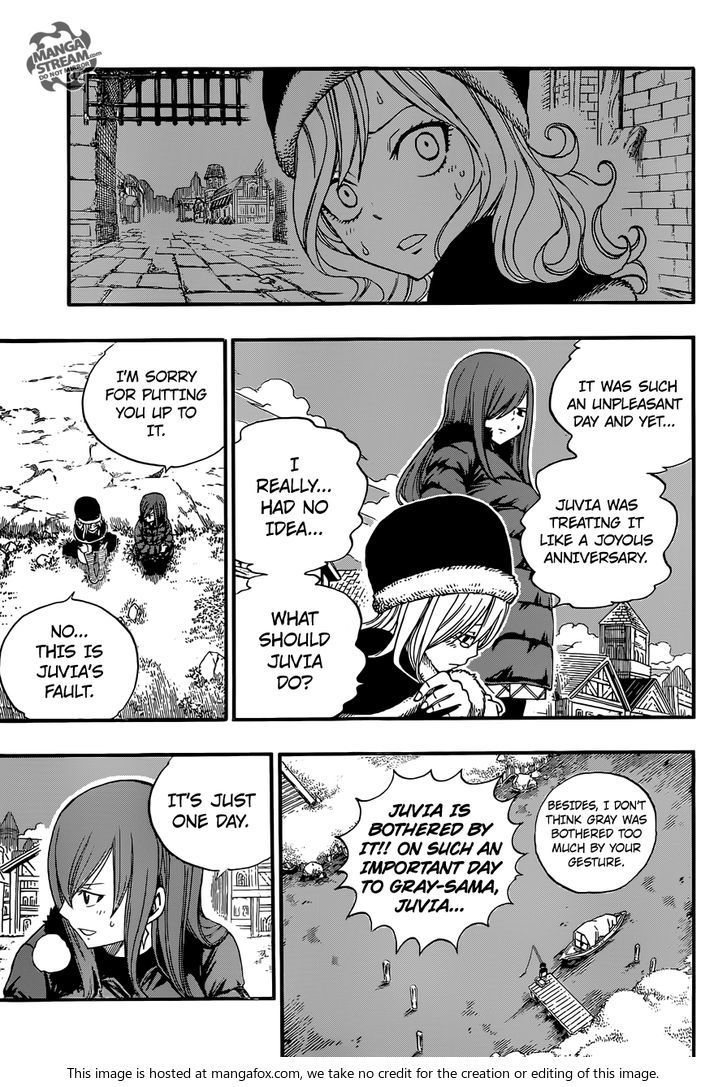 MANGA
STREAM.com
DO NOT MIRROR
IT WAS SUCH
AN UNPLEASANT
DAY AND YET...
JUVIA WAS
TREATING IT
LIKE A JOYOUS
ANNIVERSARY.
I
REALLY...
HAD NO
IDEA...
WHAT
SHOULD
JUVIA
DO?
I'M SORRY
FOR PUTTING
YOU UP TO
IT.
NO...
THIS IS
JUVIA'S
FAULT.
BESIDES, I DON'T
THINK GRAY WAS
BOTHERED TOO
MUCH BY YOUR
GESTURE.
JUVIA IS
BOTHERED BY
IT!! ON SUCH AN
IMPORTANT DAY
TO GRAY-SAMA,
JUVIA...
IT'S JUST
ONE DAY.
This image is hosted at mangafox.com, we take no credit for the creation or editing of this image.